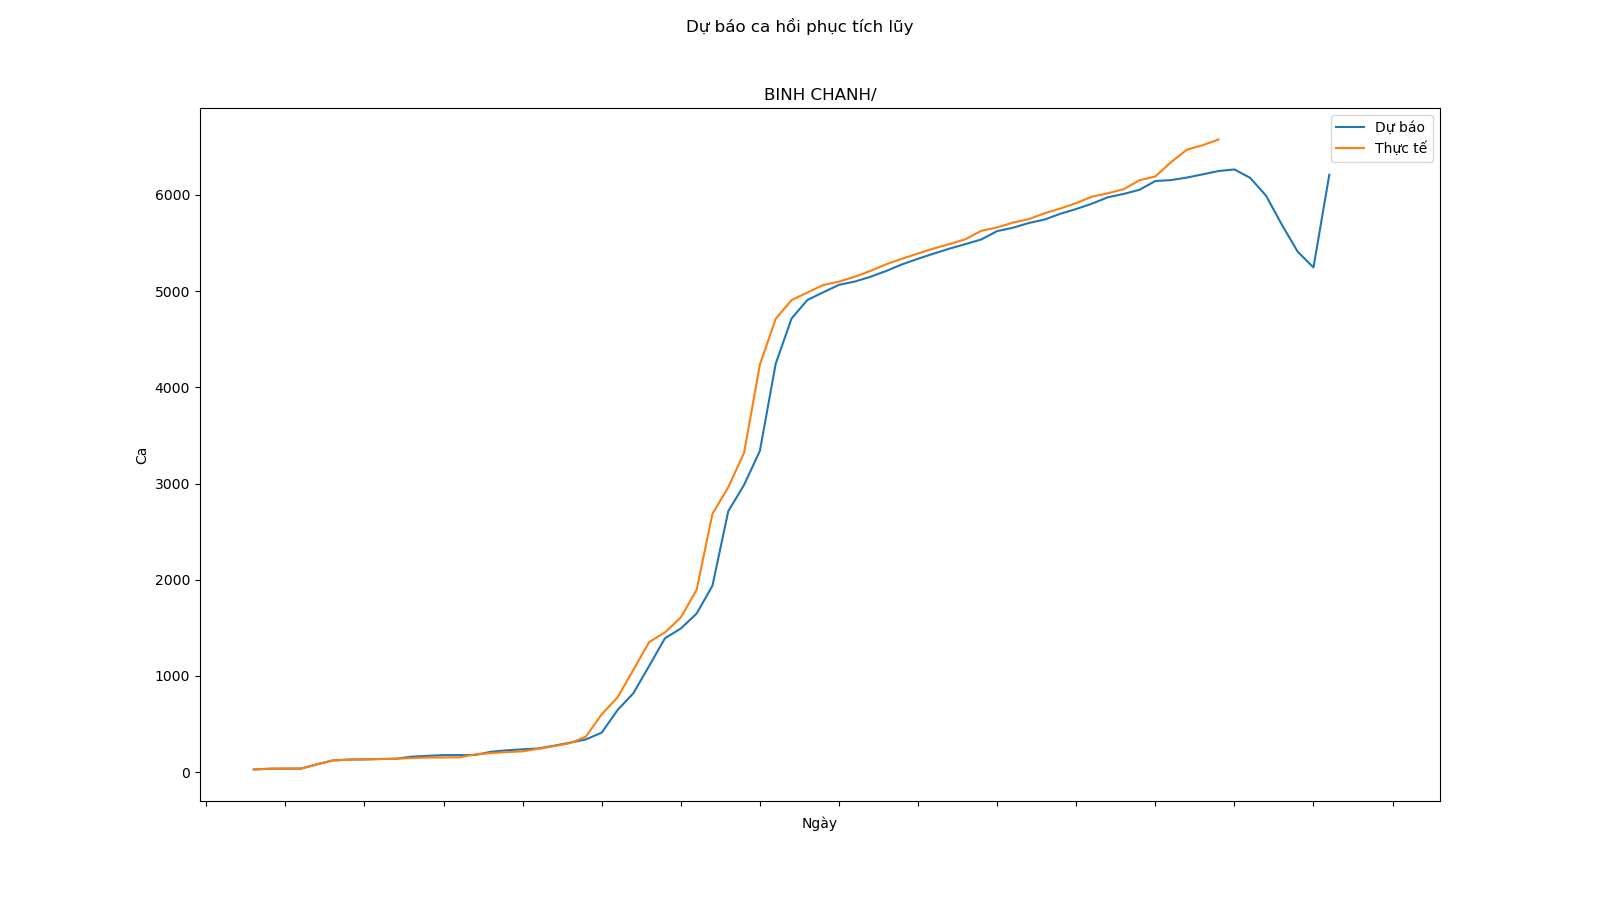 Dự báo ca hồi phục tích lũy
BINH CHANH/
Dự báo
Thực tế
6000
5000
4000
3000
2000
1000
0
Ca
Ngày